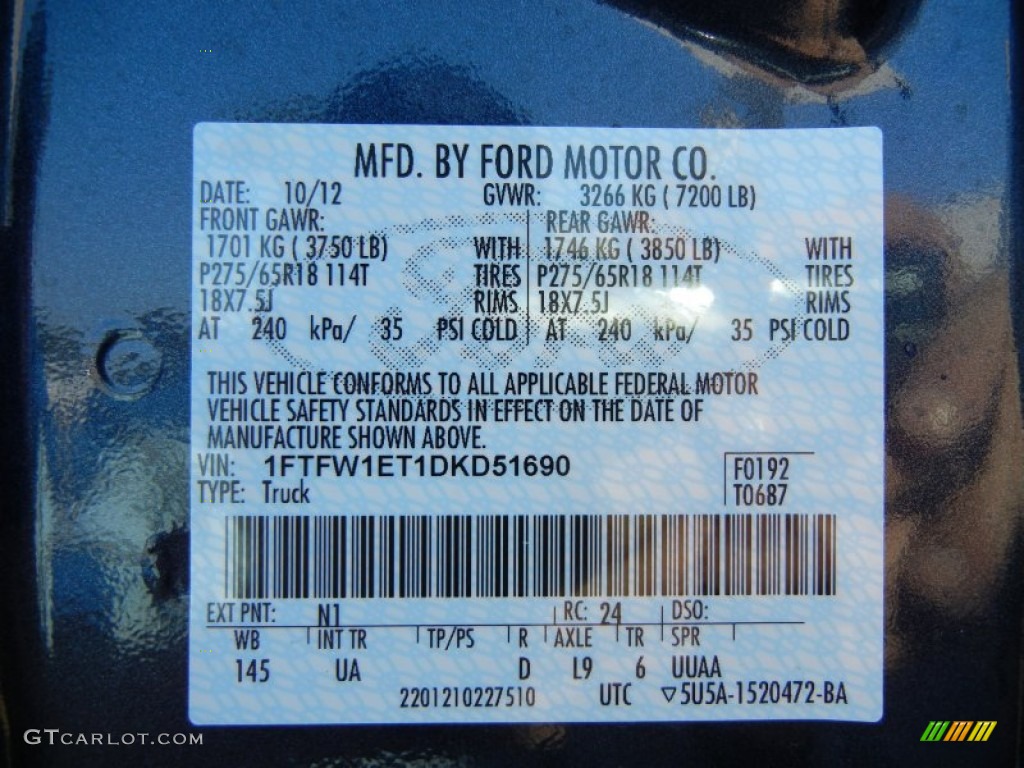 MFD. BY FORD MOTOR CO.
DATE: 10/12 GVWR: 3266 KG ( 7200 LB)
FRONT GAWR: REAR GAWR:
1701 KG ( 3750 LB) WITH 1746 KG ( 3850 LB) WITH
P275/65R18 114T TIRES P275/65R18 114T TIRES
18X7.5J RIMS 18X7.5J RIMS
AT 240 kPa/ 35 PSI COLD AT 240 kPa/ 35 PSI COLD
THIS VEHICLE CONFORMS TO ALL APPLICABLE FEDERAL MOTOR
VEHICLE SAFETY STANDARDS IN EFFECT ON THE DATE OF
MANUFACTURE SHOWN ABOVE.
VIN: 1FTFW1ET1DKD51690 F0192
TYPE: Truck T0687
EXT PNT: N1 RC: 24 DSO:
WB INT TR TP/PS R AXLE TR SPR
145 UA D L9 6 UUAA
2201210227510 UTC ▽5U5A-1520472-BA
GTCARLOT.COM